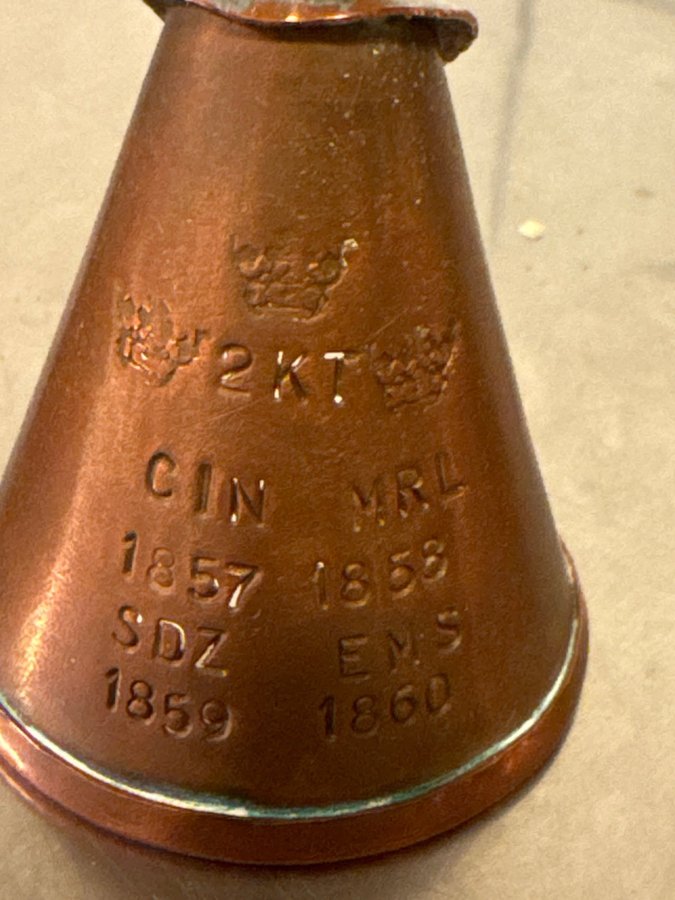 2KT
CIN MRL
1857 1858
SDZ EMS
1859 1860